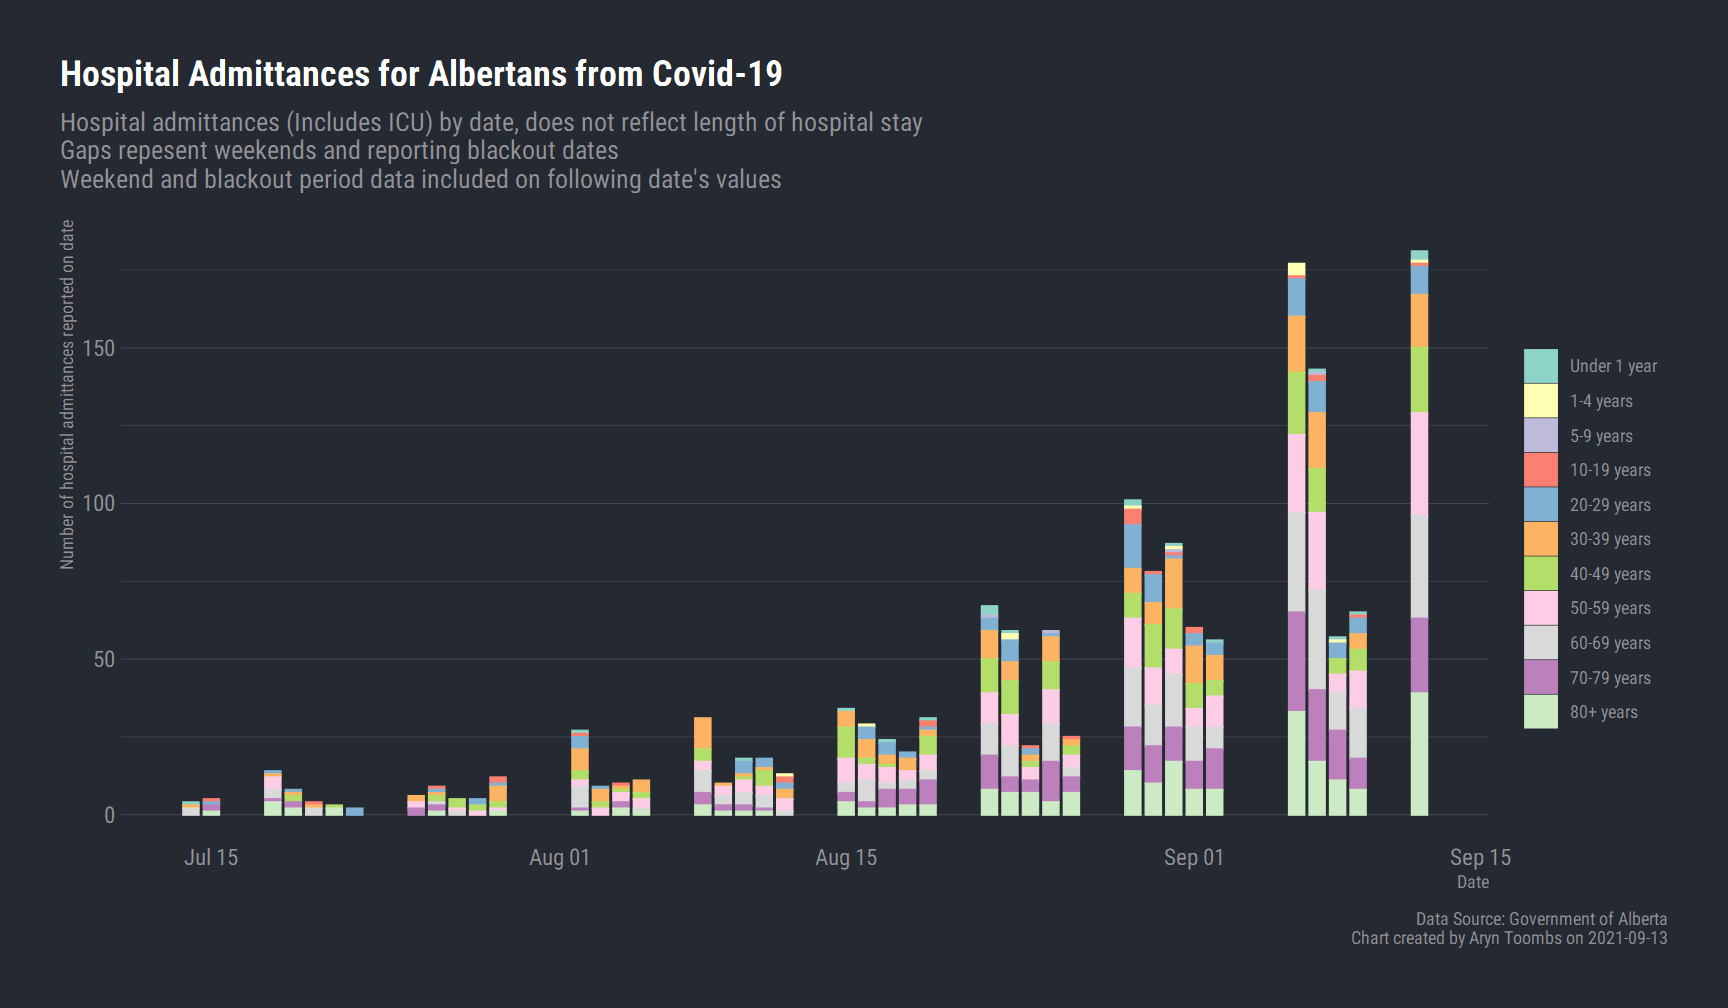 Hospital Admittances for Albertans from Covid-19
Hospital admittances (Includes ICU) by date, does not reflect length of hospital stay
Gaps repesent weekends and reporting blackout dates
Weekend and blackout period data included on following date's values
Number of hospital admittances reported on date
150
100
50
0
Jul 15
Aug 01
Aug 15
Sep 01
Sep 15
Date
Under 1 year
1-4 years
5-9 years
10-19 years
20-29 years
30-39 years
40-49 years
50-59 years
60-69 years
70-79 years
80+ years
Data Source: Government of Alberta
Chart created by Aryn Toombs on 2021-09-13